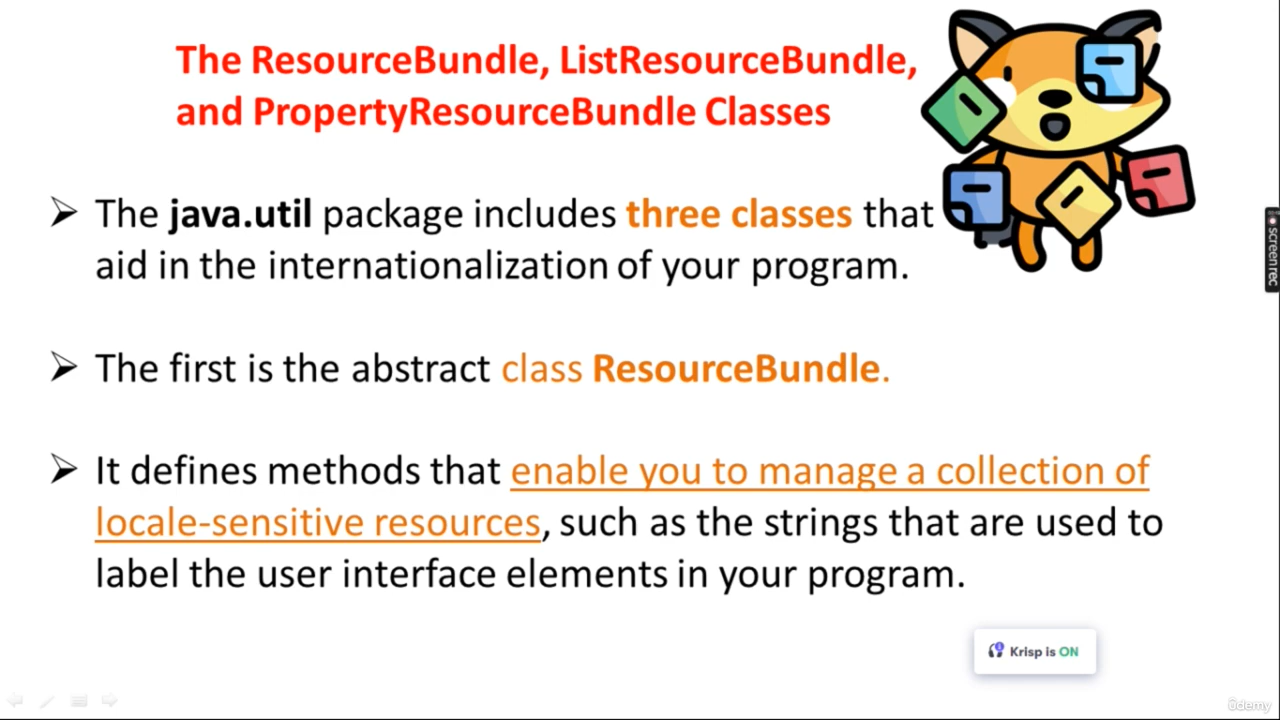 The ResourceBundle, ListResourceBundle,
and PropertyResourceBundle Classes
➢ The java.util package includes three classes that
aid in the internationalization of your program.
➢ The first is the abstract class ResourceBundle.
➢ It defines methods that enable you to manage a collection of
locale-sensitive resources, such as the strings that are used to
label the user interface elements in your program.
screenrec
Krisp is ON
ûdemy